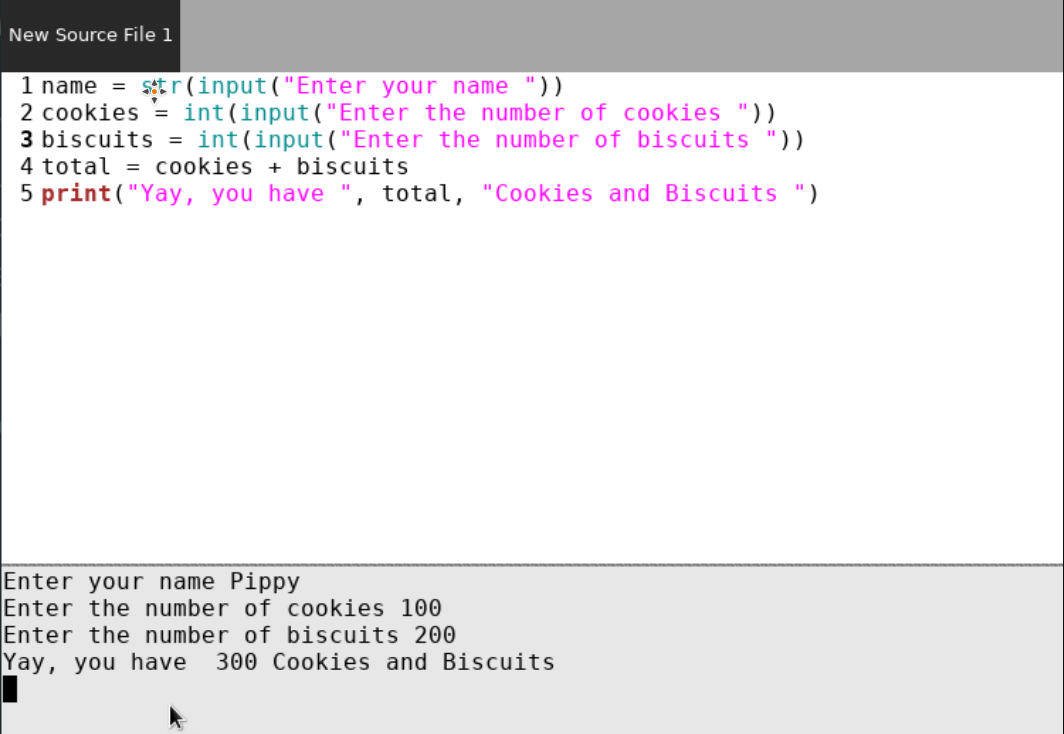 New Source File 1
1 name = str(input("Enter your name "))
2 cookies = int(input("Enter the number of cookies "))
3 biscuits = int(input("Enter the number of biscuits "))
4 total = cookies + biscuits
5 print("Yay, you have ", total, "Cookies and Biscuits ")
Enter your name Pippy
Enter the number of cookies 100
Enter the number of biscuits 200
Yay, you have  300 Cookies and Biscuits